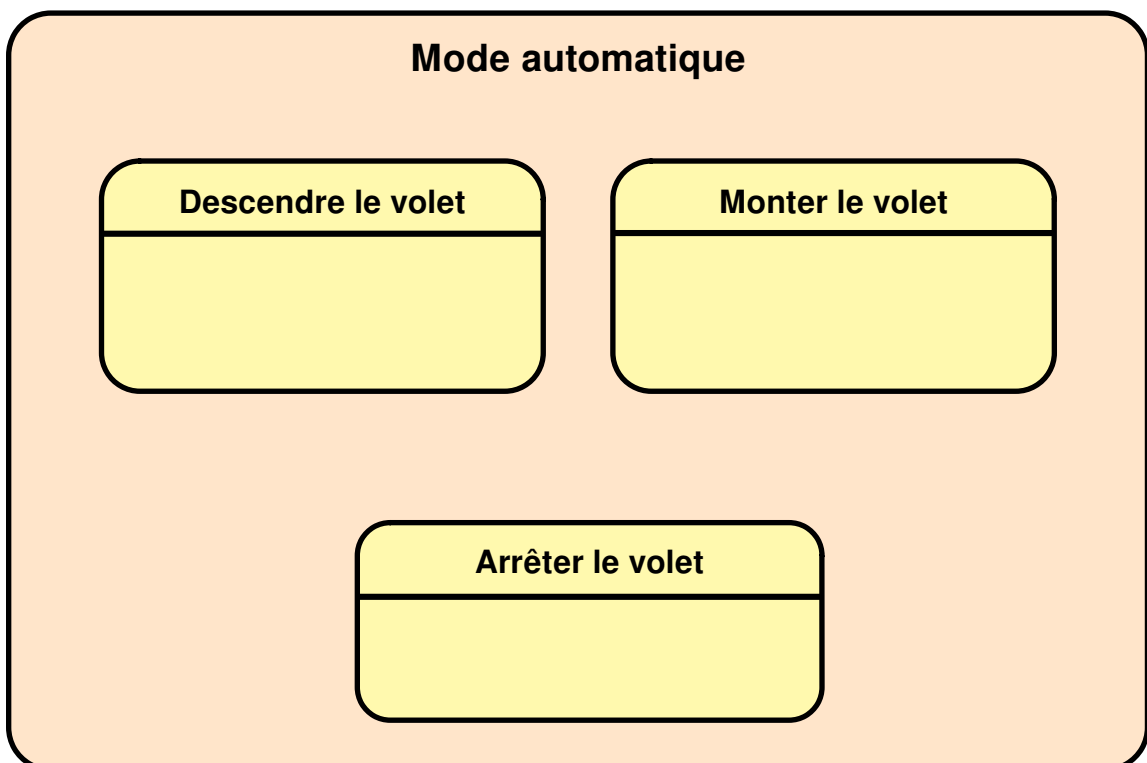 Mode automatique
Descendre le volet
Monter le volet
Arrêter le volet